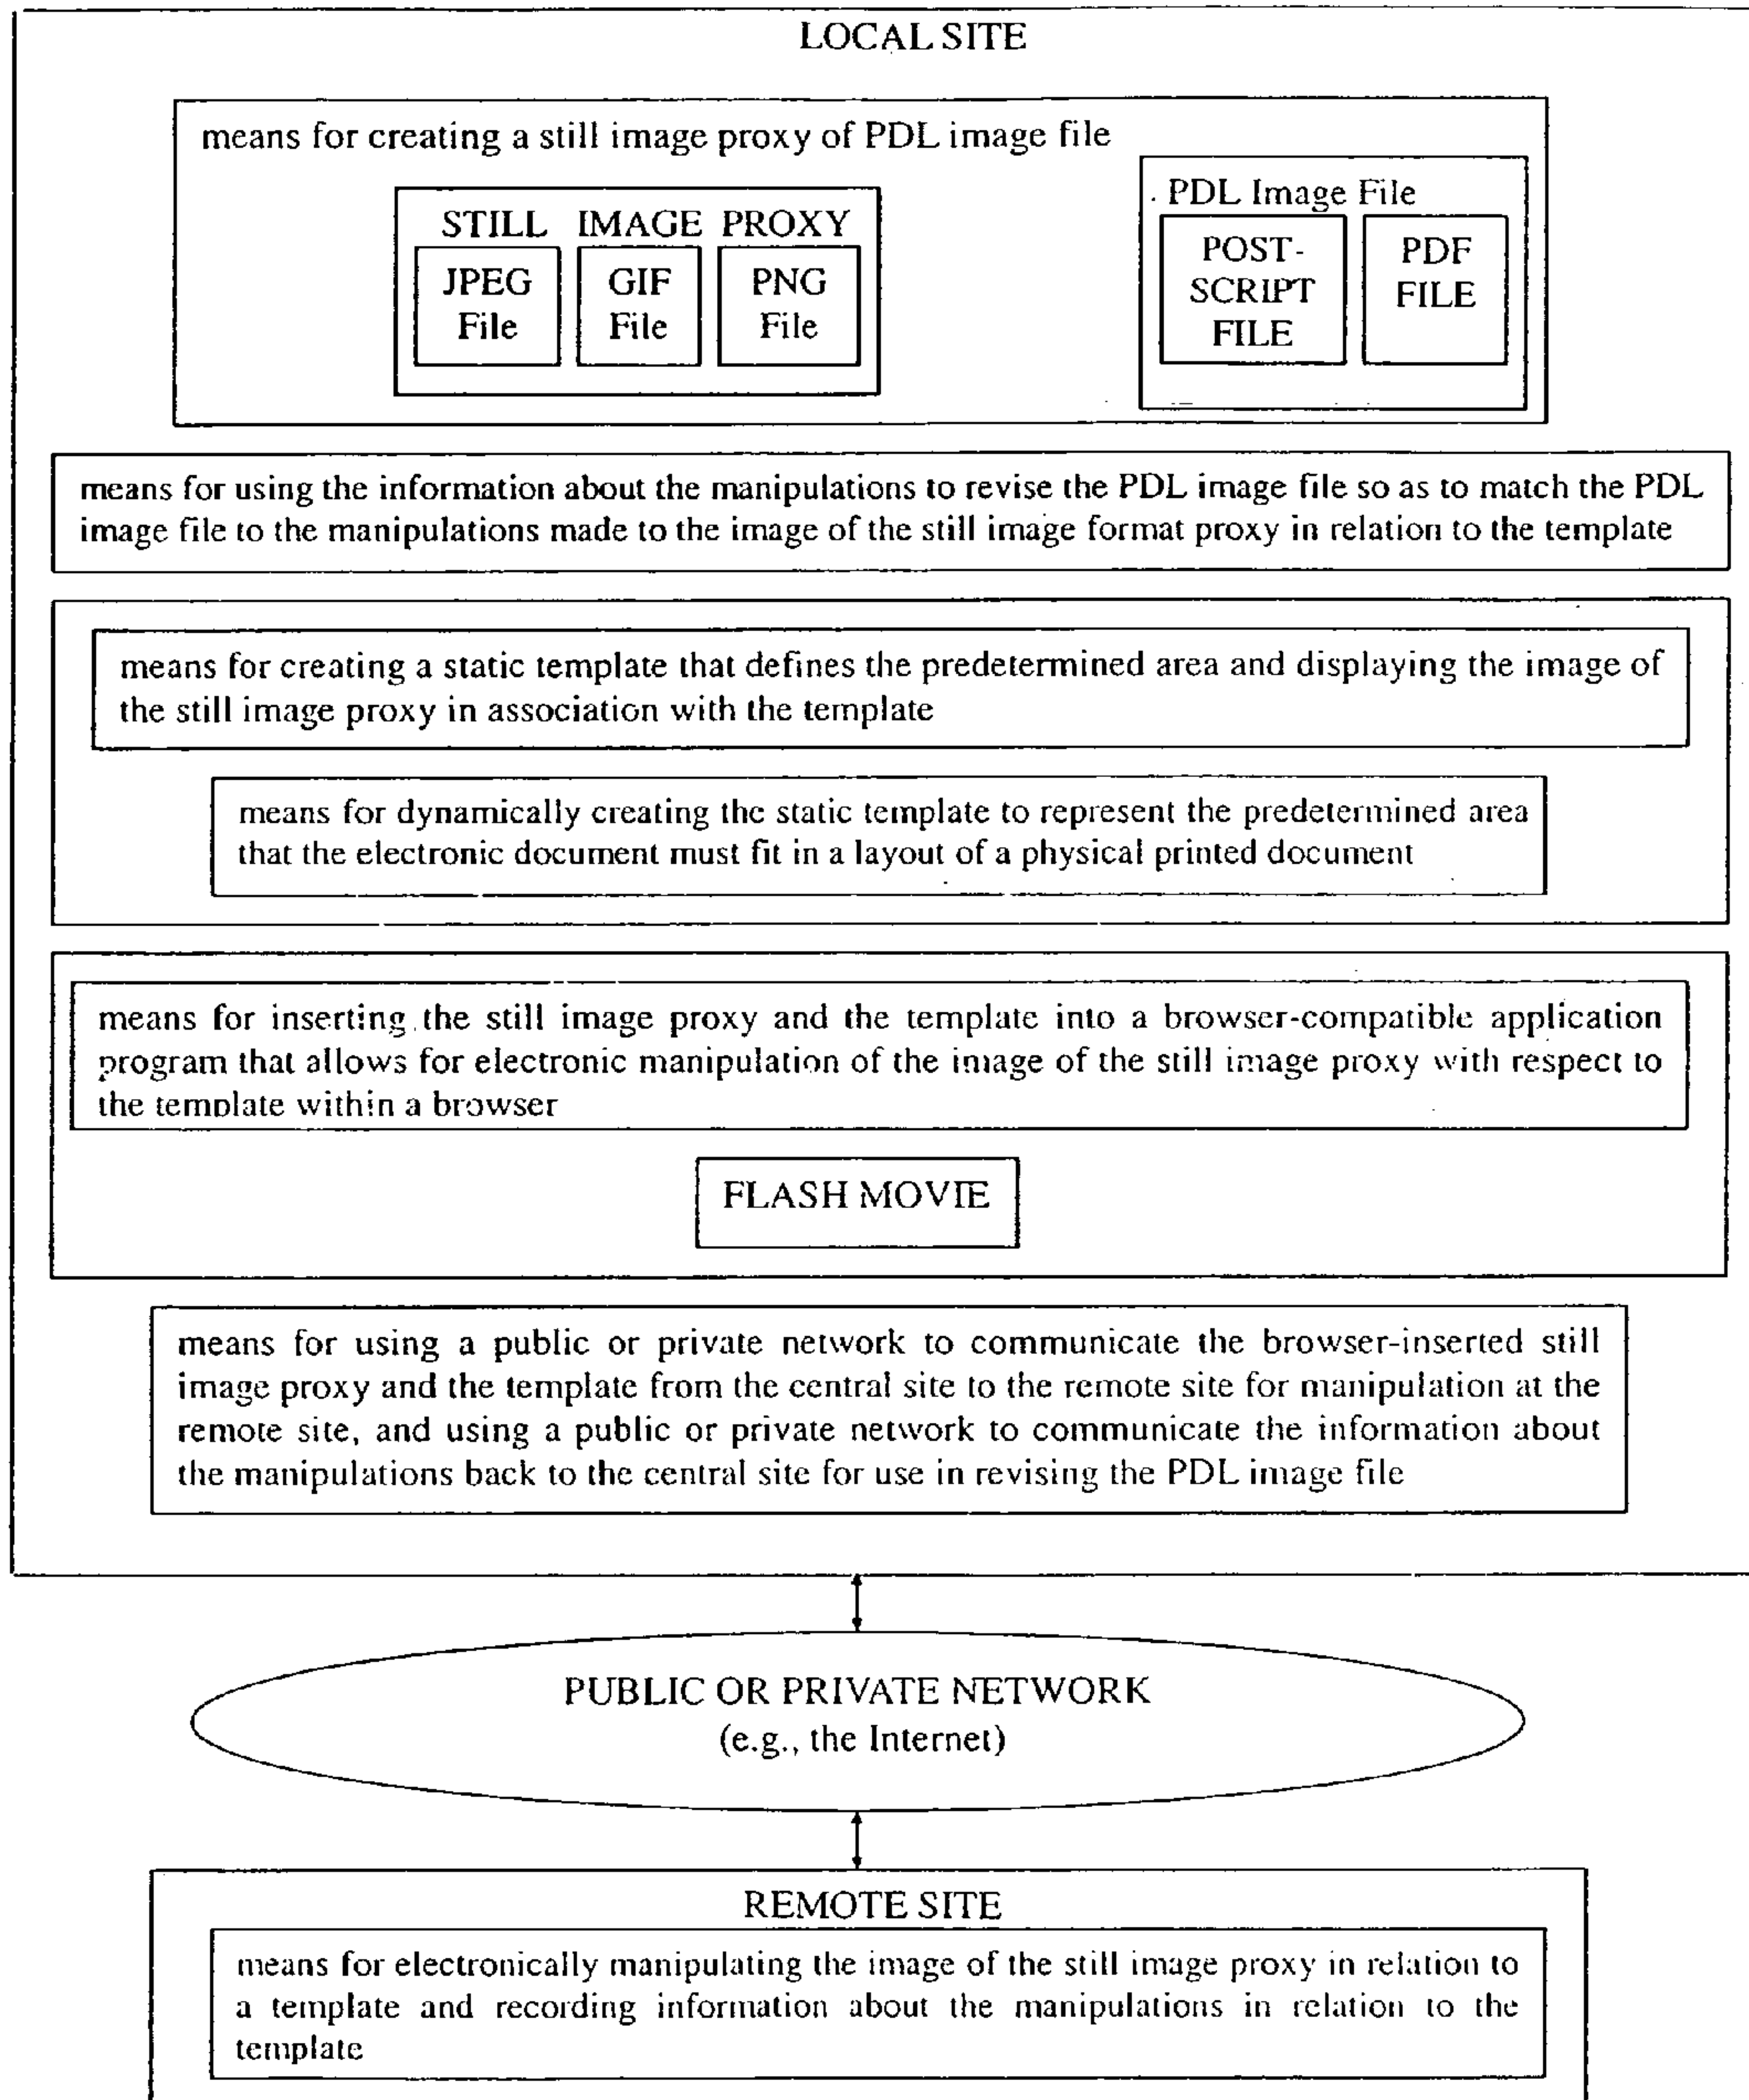 LOCAL SITE
means for creating a still image proxy of PDL image file
STILL IMAGE PROXY
JPEG
File
GIF
File
PNG
File
PDL Image File
POST-
SCRIPT
FILE
PDF
FILE
means for using the information about the manipulations to revise the PDL image file so as to match the PDL
image file to the manipulations made to the image of the still image format proxy in relation to the template
means for creating a static template that defines the predetermined area and displaying the image of
the still image proxy in association with the template
means for dynamically creating the static template to represent the predetermined area
that the electronic document must fit in a layout of a physical printed document
means for inserting the still image proxy and the template into a browser-compatible application
program that allows for electronic manipulation of the image of the still image proxy with respect to
the template within a browser
FLASH MOVIE
means for using a public or private network to communicate the browser-inserted still
image proxy and the template from the central site to the remote site for manipulation at the
remote site, and using a public or private network to communicate the information about
the manipulations back to the central site for use in revising the PDL image file
PUBLIC OR PRIVATE NETWORK
(e.g., the Internet)
REMOTE SITE
means for electronically manipulating the image of the still image proxy in relation to
a template and recording information about the manipulations in relation to the
template